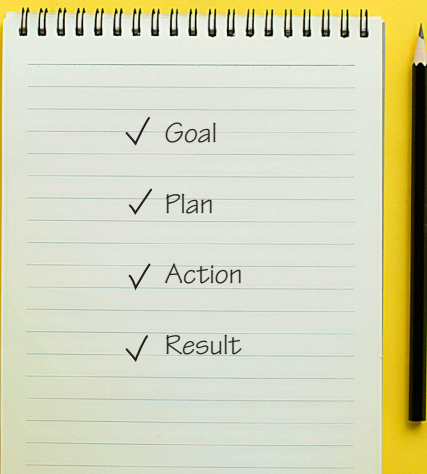 ✓ Goal
✓ Plan
✓ Action
✓ Result